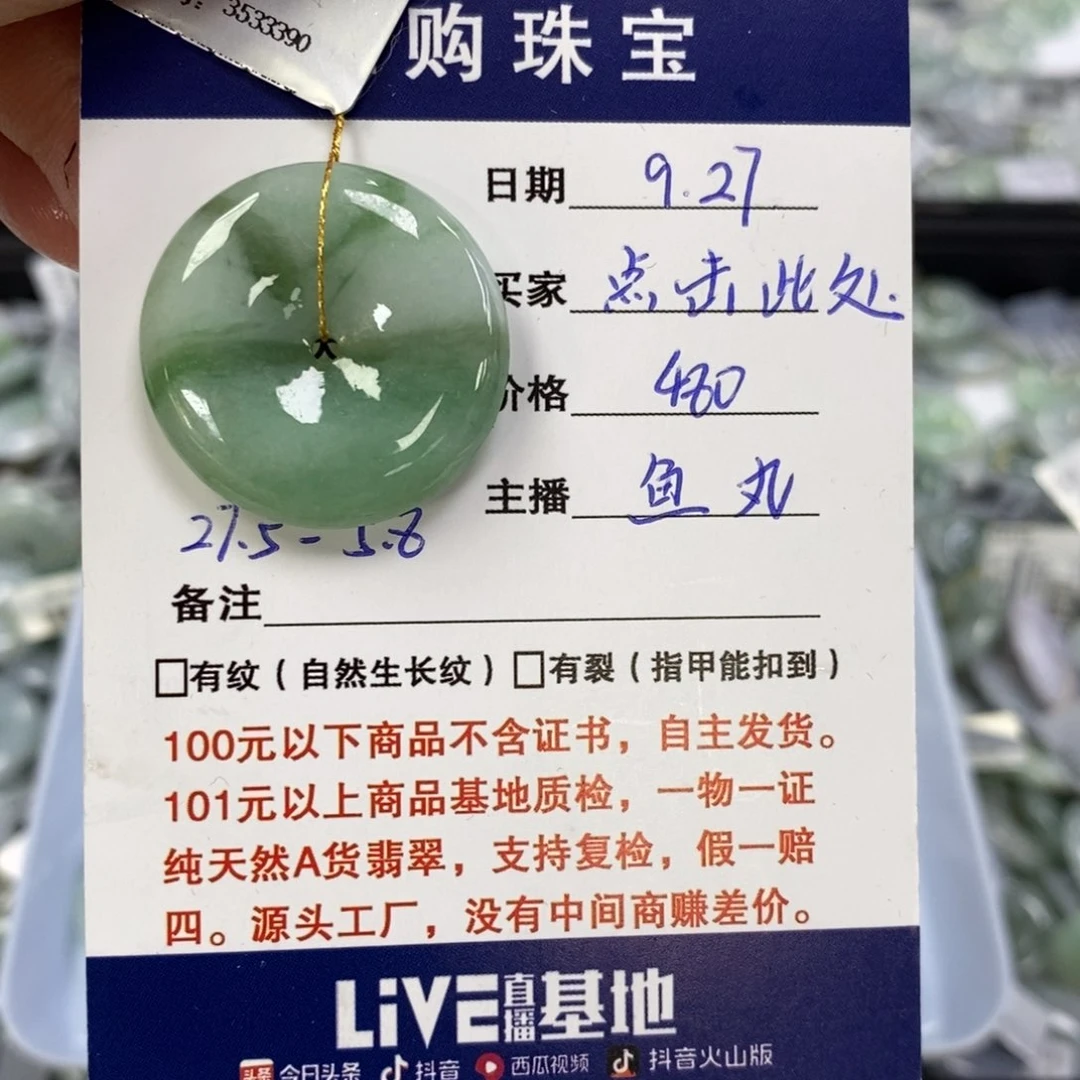 3533390
购珠宝
日期 9.27
买家 点击此处
价格 480
主播 鱼丸
27.5-5.8
备注
有纹（自然生长纹） 有裂（指甲能扣到）
100元以下商品不含证书，自主发货。
101元以上商品基地质检，一物一证
纯天然A货翡翠，支持复检，假一赔
四。源头工厂，没有中间商赚差价。
LiVE直播基地
头条 今日头条 抖音 西瓜视频 抖音火山版